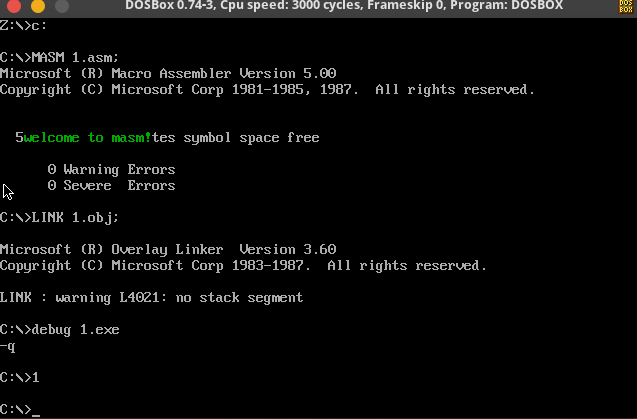 DOSBox 0.74-3, Cpu speed: 3000 cycles, Frameskip 0, Program: DOSBOX
DOS
BOX
Z:\>c:
C:\>MASM 1.asm;
Microsoft (R) Macro Assembler Version 5.00
Copyright (C) Microsoft Corp 1981-1985, 1987.  All rights reserved.
5welcome to masm!tes symbol space free
0 Warning Errors
0 Severe  Errors
C:\>LINK 1.obj;
Microsoft (R) Overlay Linker  Version 3.60
Copyright (C) Microsoft Corp 1983-1987.  All rights reserved.
LINK : warning L4021: no stack segment
C:\>debug 1.exe
-q
C:\>1
C:\>_